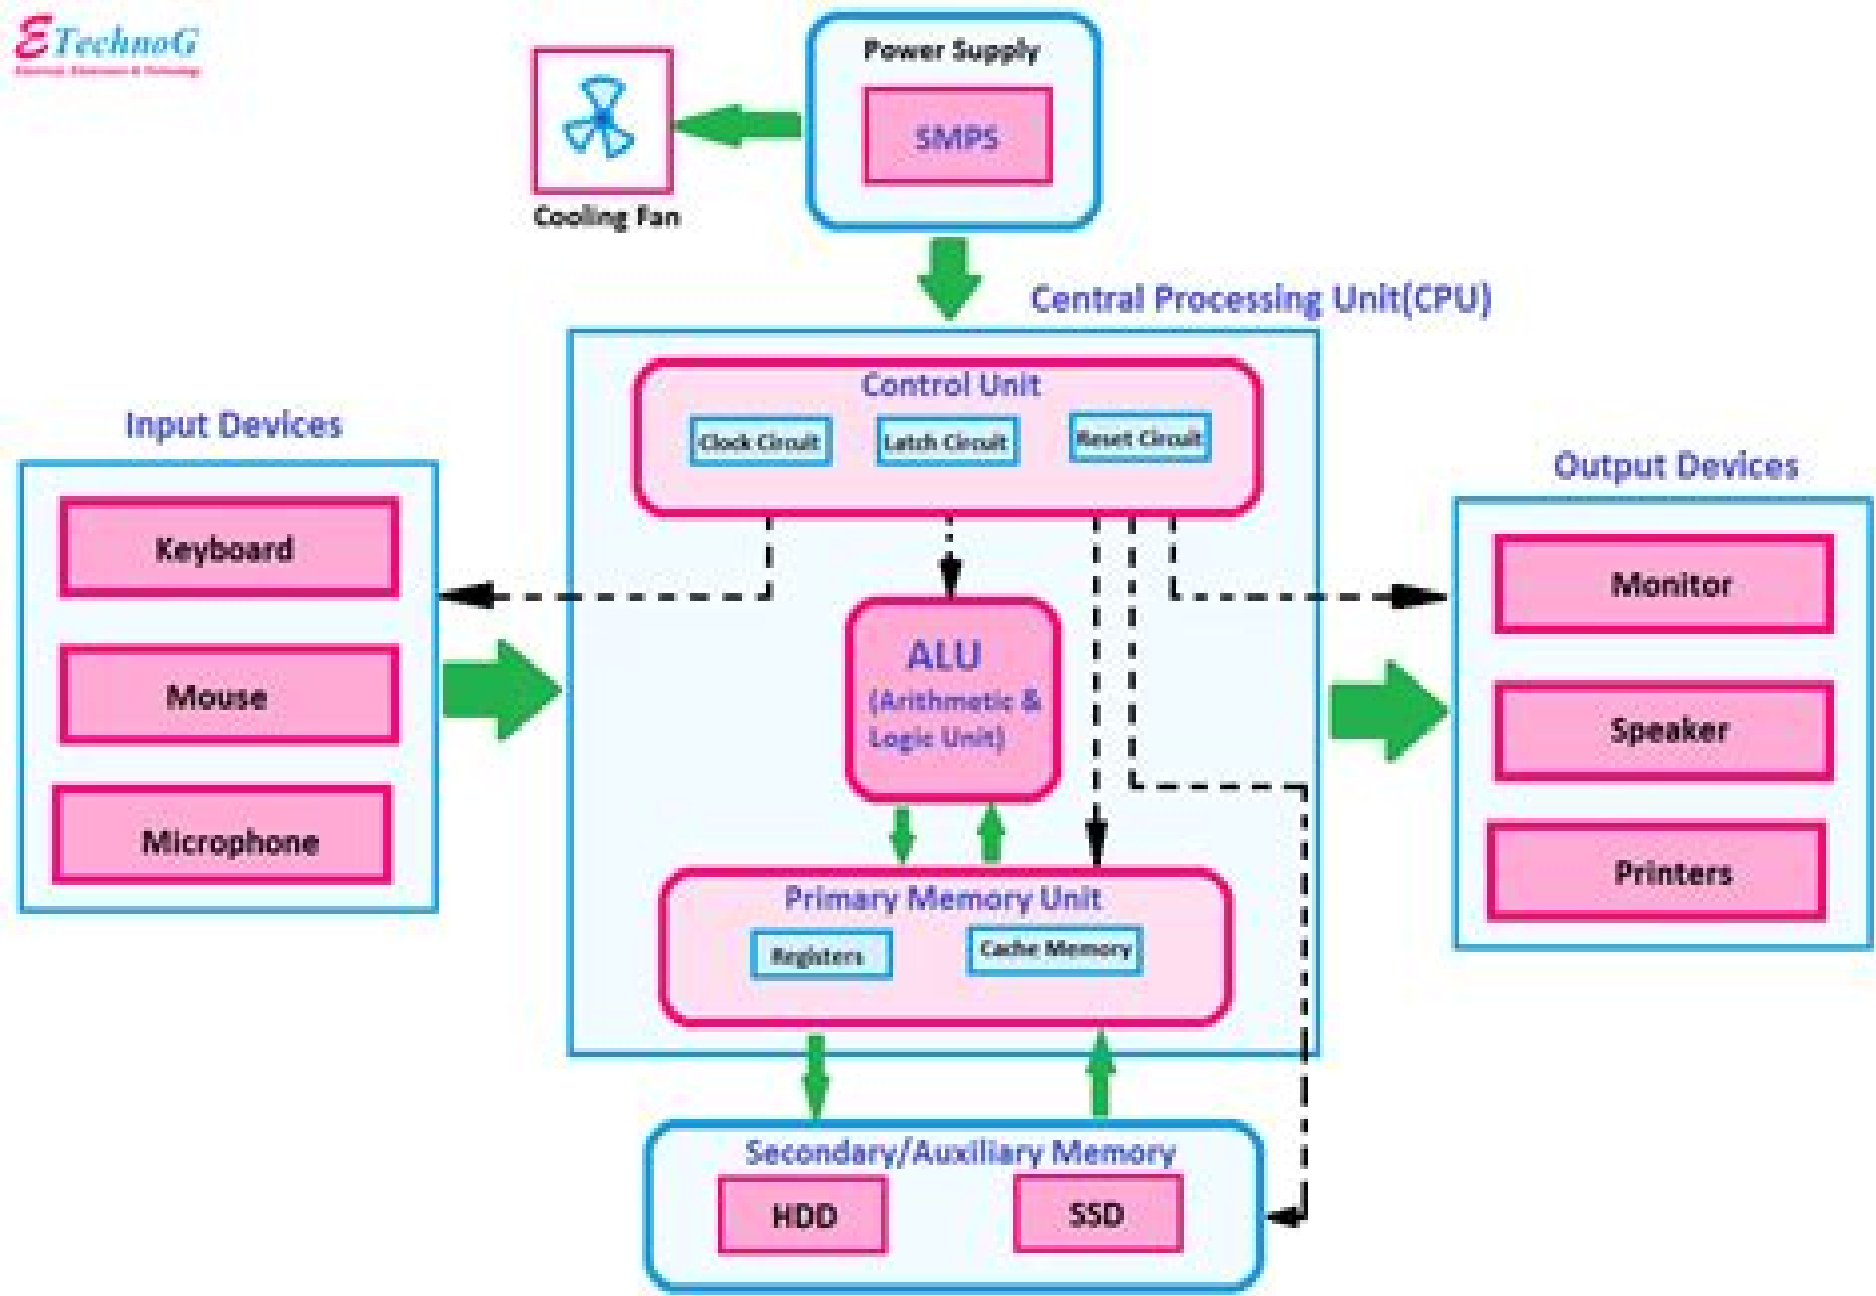 ETechnoG
Power Supply
SMPS
Cooling Fan
Central Processing Unit(CPU)
Control Unit
Clock Circuit
Latch Circuit
Reset Circuit
Input Devices
Keyboard
Mouse
Microphone
ALU
(Arithmetic &
Logic Unit)
Output Devices
Monitor
Speaker
Printers
Primary Memory Unit
Registers
Cache Memory
Secondary/Auxiliary Memory
HDD
SSD